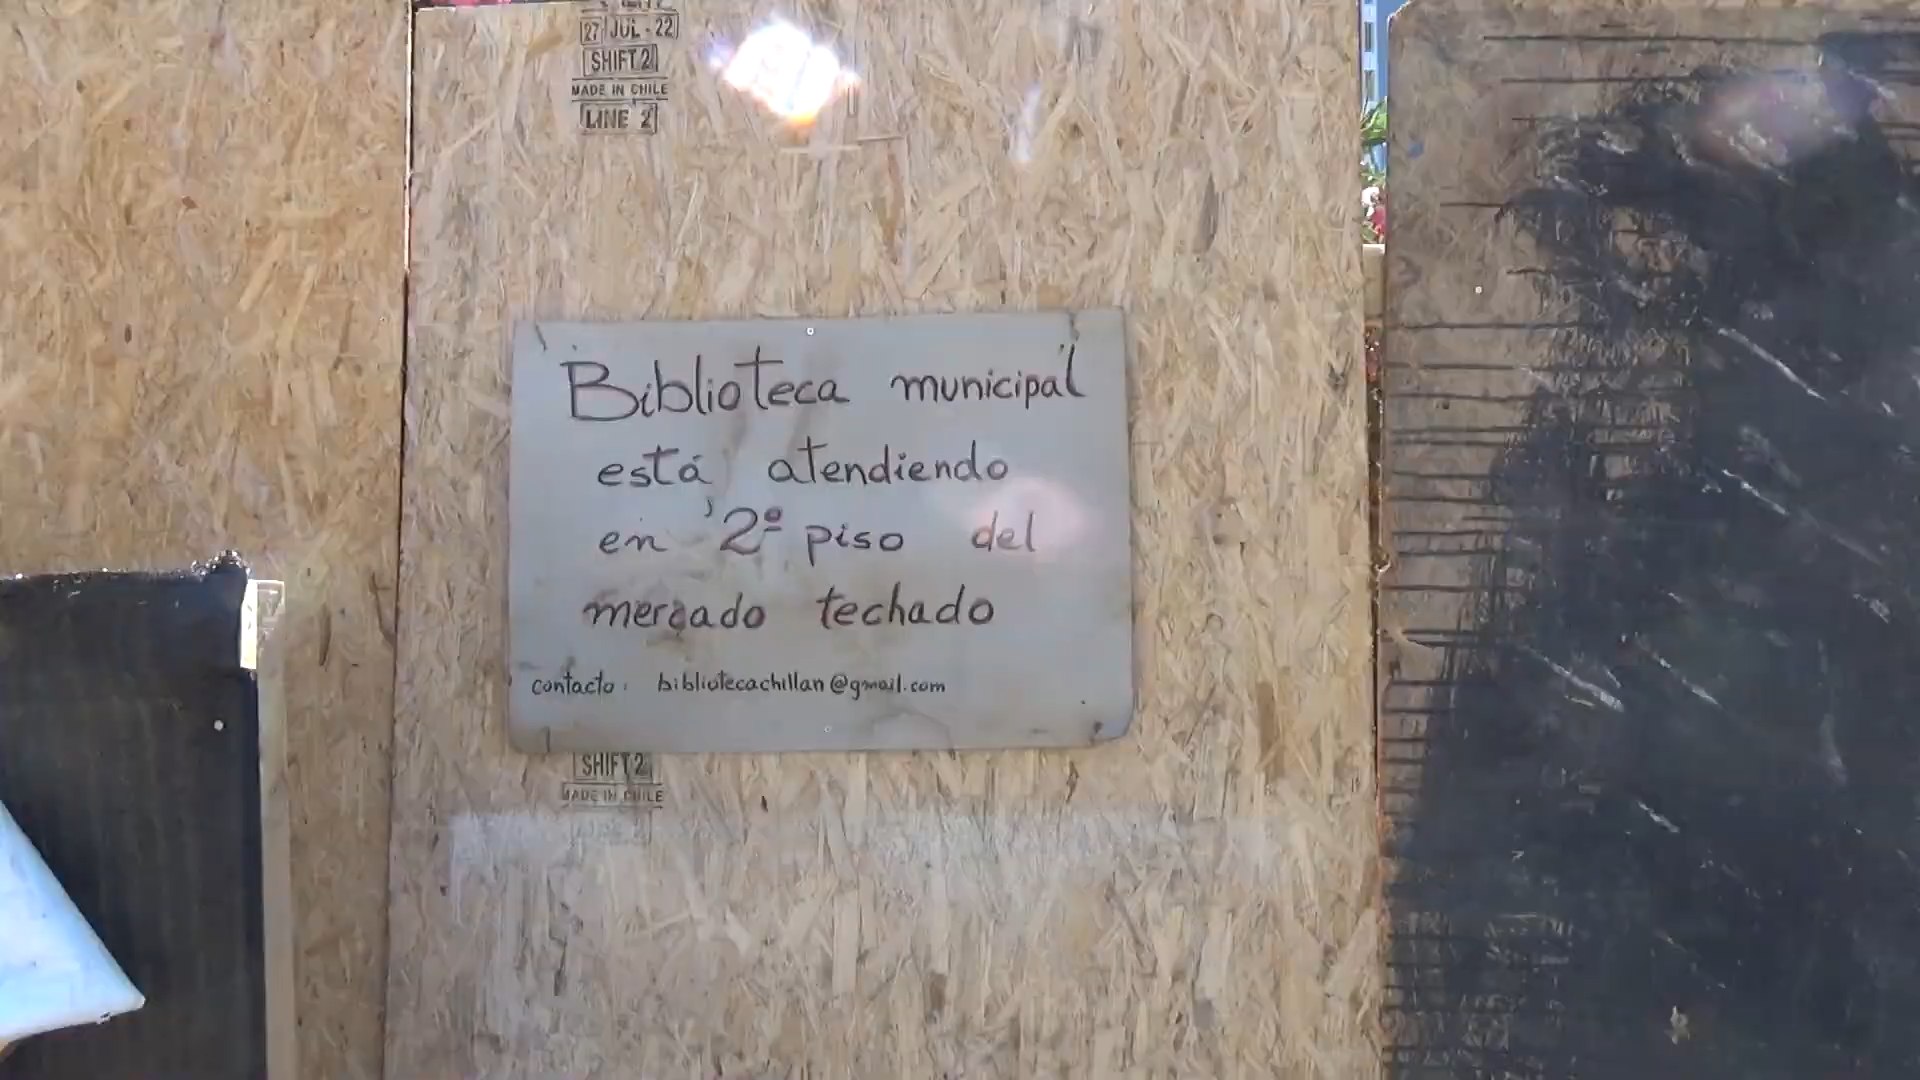 27 JUL - 22
SHIFT 2
MADE IN CHILE
LINE 2
Biblioteca municipal
está atendiendo
en 2º piso del
mercado techado
contacto: bibliotecachillan@gmail.com
SHIFT 2
MADE IN CHILE